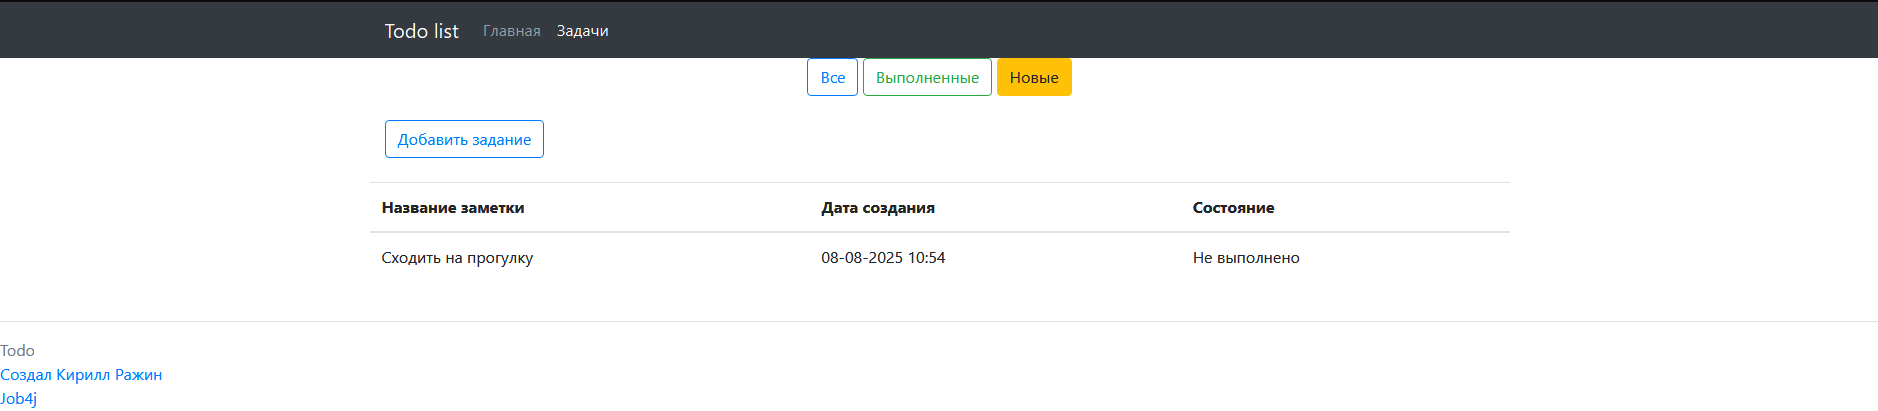 Todo list Главная Задачи
Все Выполненные Новые
Добавить задание
Название заметки Дата создания Состояние
Сходить на прогулку 08-08-2025 10:54 Не выполнено
Todo
Создал Кирилл Ражин
Job4j